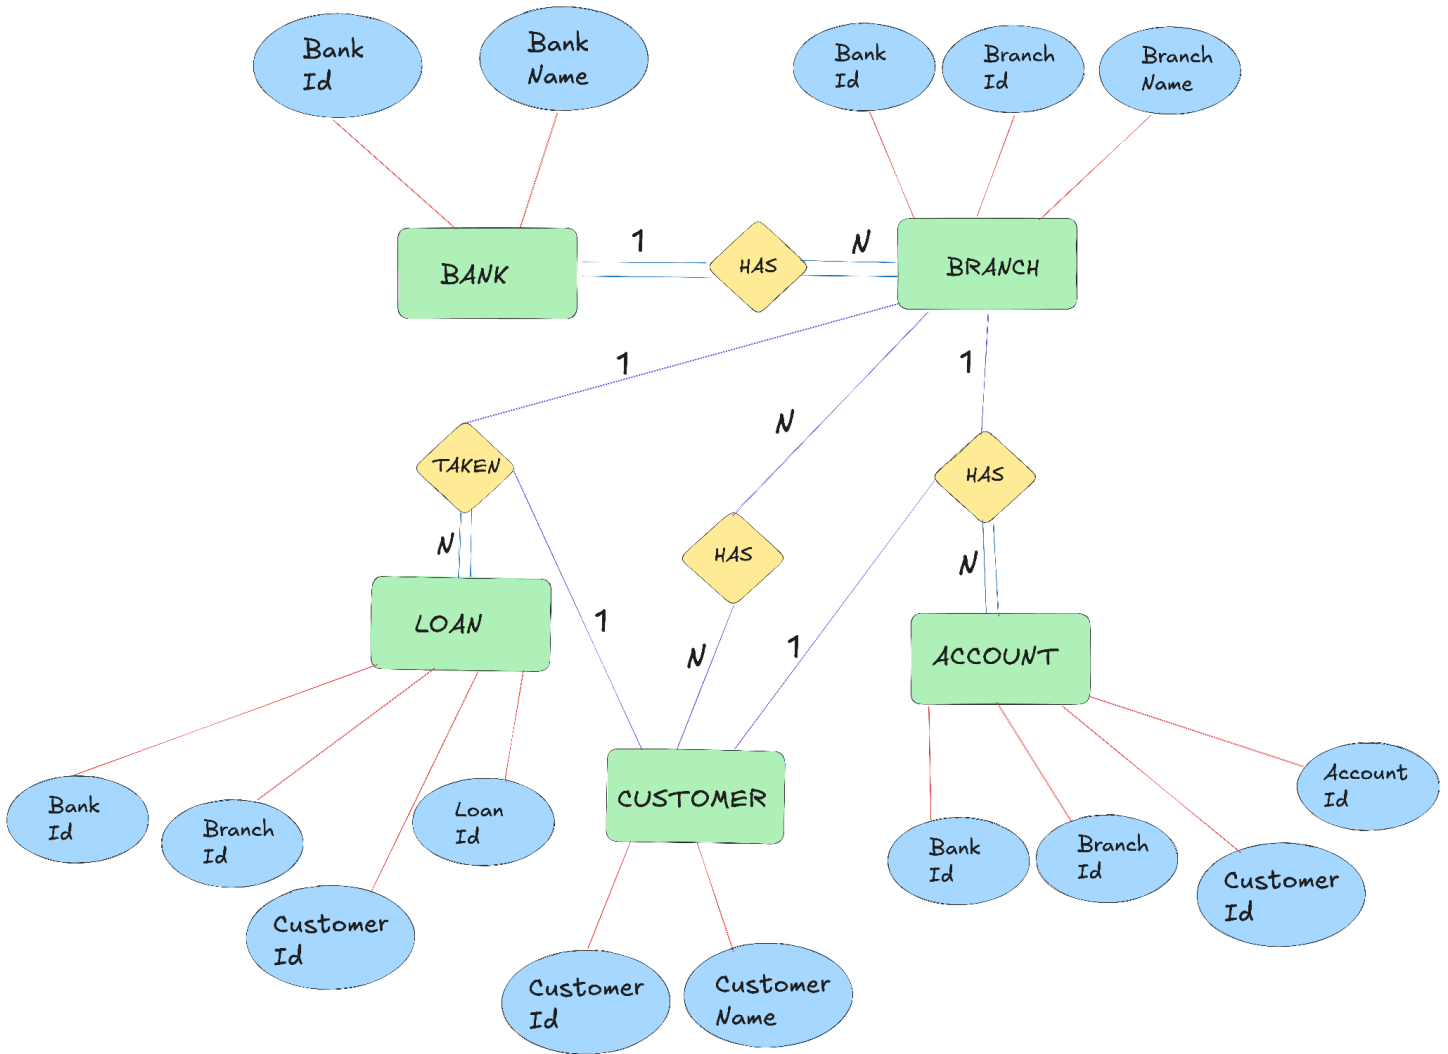 Bank
Id
Bank
Name
Bank
Id
Branch
Id
Branch
Name
BANK
1
HAS
N
BRANCH
1
N
1
TAKEN
HAS
HAS
N
N
LOAN
1
N
1
ACCOUNT
CUSTOMER
Bank
Id
Branch
Id
Customer
Id
Loan
Id
Customer
Id
Customer
Name
Bank
Id
Branch
Id
Customer
Id
Account
Id